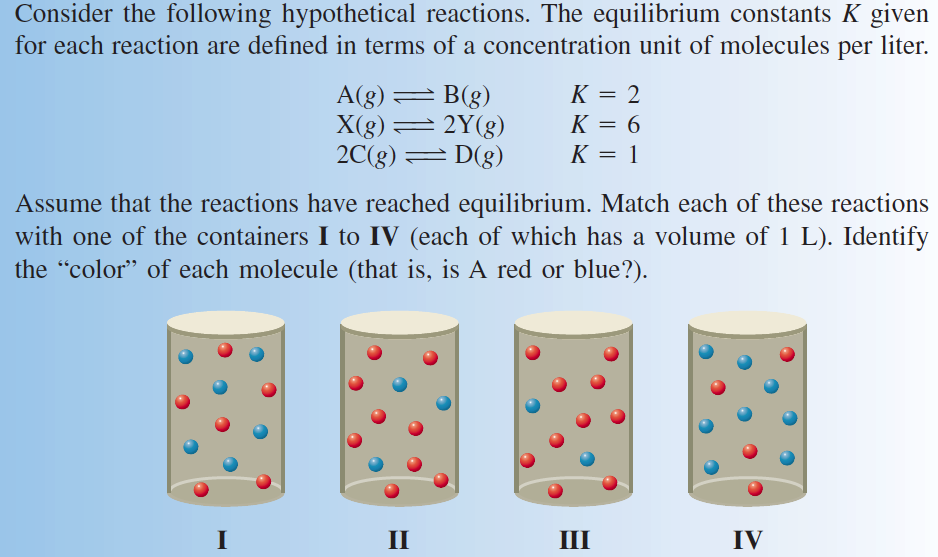 Consider the following hypothetical reactions. The equilibrium constants K given
for each reaction are defined in terms of a concentration unit of molecules per liter.
A(g) ⇌ B(g) K = 2
X(g) ⇌ 2Y(g) K = 6
2C(g) ⇌ D(g) K = 1
Assume that the reactions have reached equilibrium. Match each of these reactions
with one of the containers I to IV (each of which has a volume of 1 L). Identify
the “color” of each molecule (that is, is A red or blue?).
I II III IV